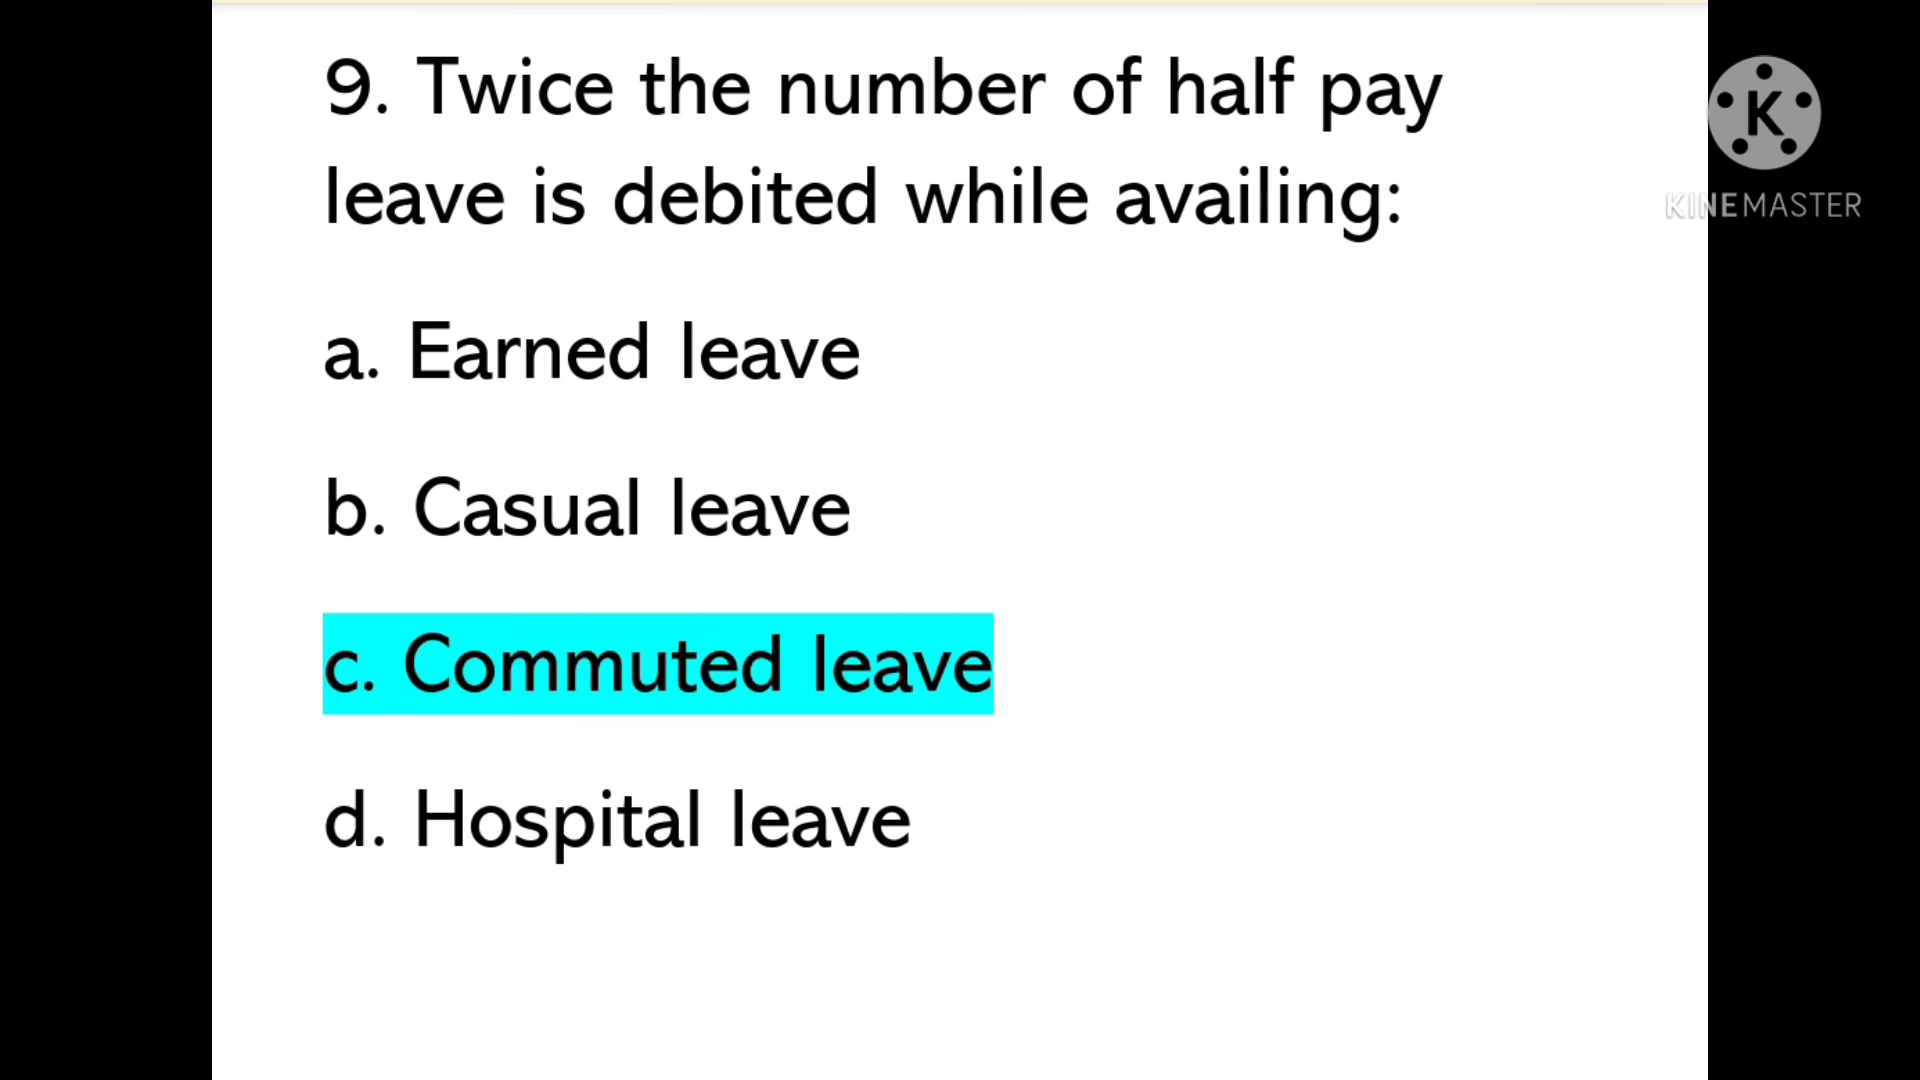 9. Twice the number of half pay
leave is debited while availing:
a. Earned leave
b. Casual leave
c. Commuted leave
d. Hospital leave
K
KINEMASTER